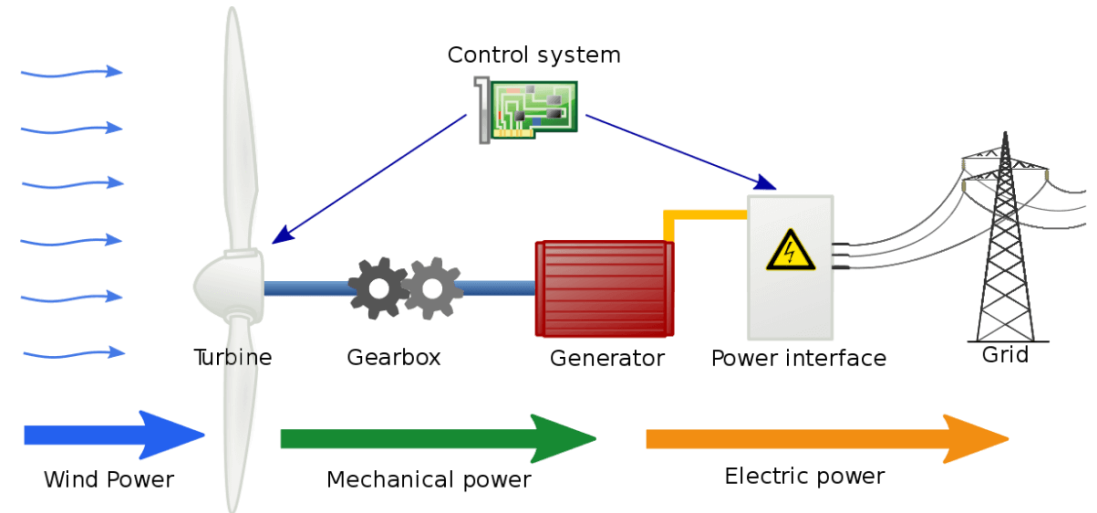 Control system
Turbine
Gearbox
Generator
Power interface
Grid
Wind Power
Mechanical power
Electric power